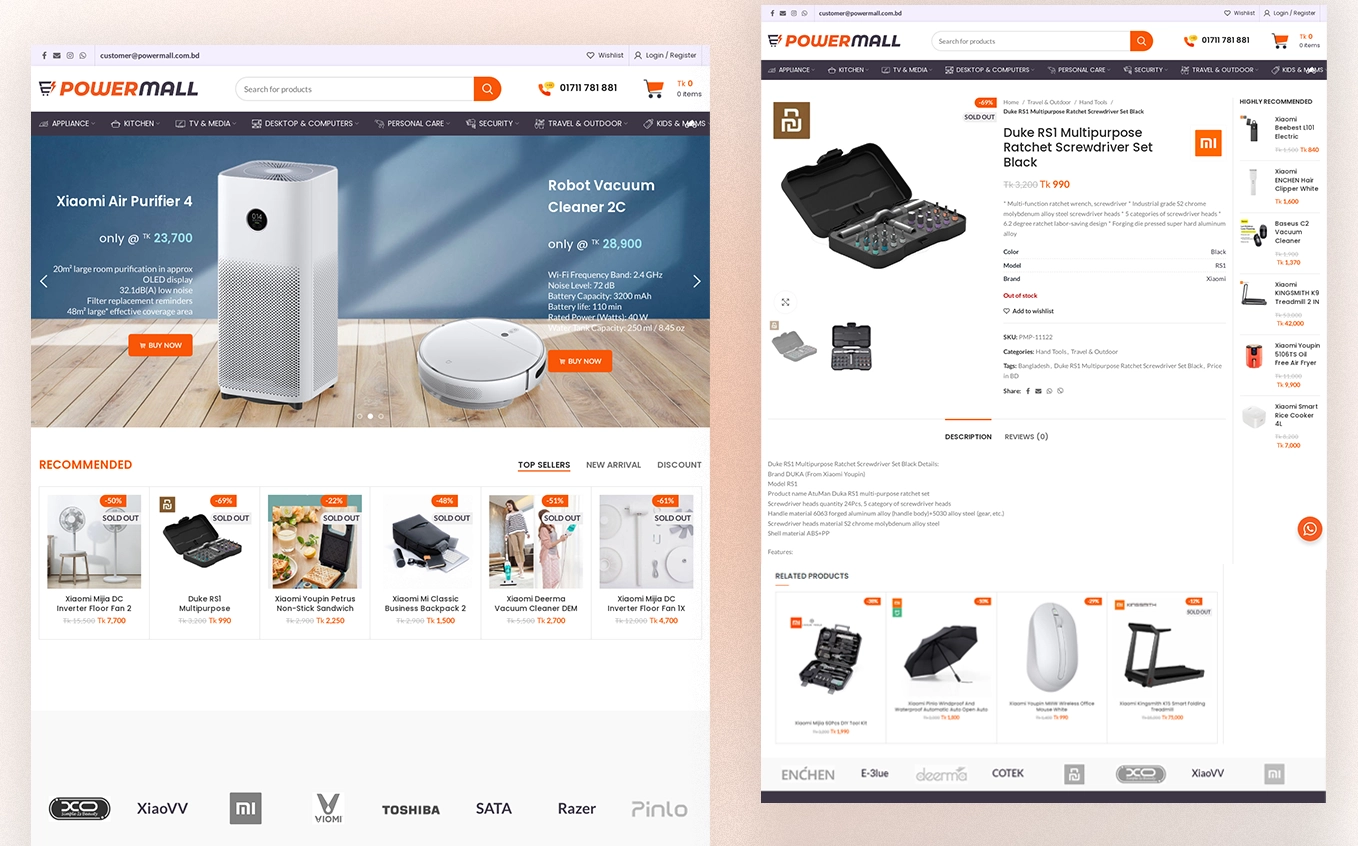 customer@powermall.com.bd
Wishlist
Login / Register
POWERMALL
Search for products
01711 781 881
Tk 0
0 items
APPLIANCE
KITCHEN
TV & MEDIA
DESKTOP & COMPUTERS
PERSONAL CARE
SECURITY
TRAVEL & OUTDOOR
KIDS & MOMS
Xiaomi Air Purifier 4
only @ TK 23,700
20m² large room purification in approx
OLED display
32.1dB(A) low noise
Filter replacement reminders
48m² large* effective coverage area
BUY NOW
014
Robot Vacuum
Cleaner 2C
only @ TK 28,900
Wi-Fi Frequency Band: 2.4 GHz
Noise Level: 72 dB
Battery Capacity: 3200 mAh
Battery life: 110 min
Rated Power (Watts): 40 W
Water Tank Capacity: 250 ml / 8.45 oz
BUY NOW
RECOMMENDED
TOP SELLERS
NEW ARRIVAL
DISCOUNT
-50%
SOLD OUT
Xiaomi Mijia DC
Inverter Floor Fan 2
Tk 15,500 Tk 7,700
-69%
SOLD OUT
Duke RS1
Multipurpose
Tk 3,200 Tk 990
-22%
SOLD OUT
Xiaomi Youpin Petrus
Non-Stick Sandwich
Tk 2,900 Tk 2,250
-48%
SOLD OUT
Xiaomi Mi Classic
Business Backpack 2
Tk 2,900 Tk 1,500
-51%
SOLD OUT
Xiaomi Deerma
Vacuum Cleaner DEM
Tk 5,500 Tk 2,700
-61%
SOLD OUT
Xiaomi Mijia DC
Inverter Floor Fan 1X
Tk 12,000 Tk 4,700
XO
Simple Is Beauty
XiaoVV
mi
VIOMI
TOSHIBA
SATA
Razer
Pinlo
customer@powermall.com.bd
Wishlist
Login / Register
POWERMALL
Search for products
01711 781 881
Tk 0
0 items
APPLIANCE
KITCHEN
TV & MEDIA
DESKTOP & COMPUTERS
PERSONAL CARE
SECURITY
TRAVEL & OUTDOOR
KIDS & MOMS
-69%
SOLD OUT
Home / Travel & Outdoor / Hand Tools /
Duke RS1 Multipurpose Ratchet Screwdriver Set Black
Duke RS1 Multipurpose
Ratchet Screwdriver Set
Black
mi
Tk 3,200 Tk 990
* Multi-function ratchet wrench, screwdriver * Industrial grade S2 chrome
molybdenum alloy steel screwdriver heads * 5 categories of screwdriver heads *
6.2 degree ratchet labor-saving design * Forging die pressed super hard aluminum
alloy
Color Black
Model RS1
Brand Xiaomi
Out of stock
Add to wishlist
SKU: PMP-11122
Categories: Hand Tools, Travel & Outdoor
Tags: Bangladesh, Duke RS1 Multipurpose Ratchet Screwdriver Set Black, Price
in BD
Share:
HIGHLY RECOMMENDED
Xiaomi
Beebest L101
Electric
Tk 1,500 Tk 840
Xiaomi
ENCHEN Hair
Clipper White
Tk 1,600
Baseus C2
Vacuum
Cleaner
Tk 1,900
Tk 1,370
Xiaomi
KINGSMITH K9
Treadmill 2 IN
Tk 52,000
Tk 42,000
Xiaomi Youpin
5106TS Oil
Free Air Fryer
Tk 11,000
Tk 9,900
Xiaomi Smart
Rice Cooker
4L
Tk 8,200
Tk 7,000
DESCRIPTION
REVIEWS (0)
Duke RS1 Multipurpose Ratchet Screwdriver Set Black Details:
Brand DUKA (From Xiaomi Youpin)
Model RS1
Product name AtuMan Duka RS1 multi-purpose ratchet set
Screwdriver heads quantity 24Pcs, 5 category of screwdriver heads
Handle material 6063 forged aluminum alloy (handle body)+5030 alloy steel (gear, etc.)
Screwdriver heads material S2 chrome molybdenum alloy steel
Shell material ABS+PP
Features:
RELATED PRODUCTS
-38%
mi
Xiaomi Mijia 60Pcs DIY Tool Kit
Tk 1,990
-50%
mi
Xiaomi Pinlo Windproof And
Waterproof Automatic Auto Open Auto
Tk 1,800
-29%
Xiaomi Youpin MIIIW Wireless Office
Mouse White
Tk 990
-12%
mi KINGSMITH
SOLD OUT
Xiaomi Kingsmith K15 Smart Folding
Treadmill
Tk 75,000
ENCHEN
E-3lue
deerma
COTEK
XO
Simple Is Beauty
XiaoVV
mi